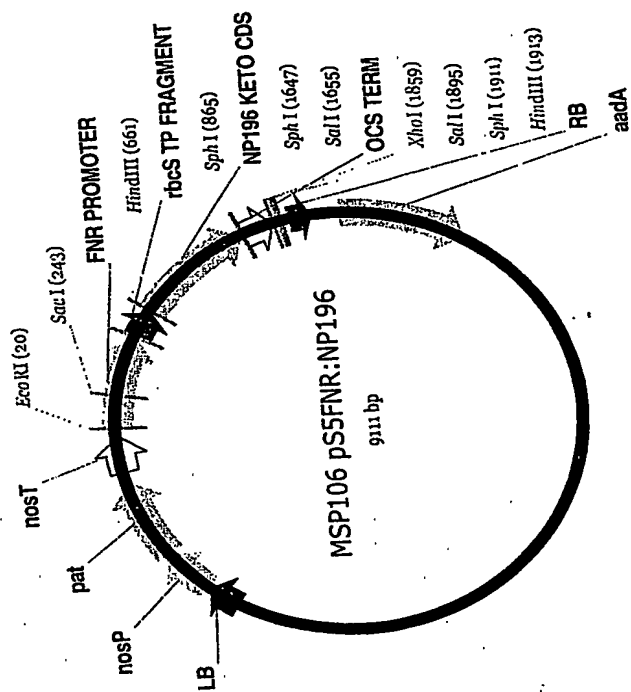 LB
nosP
pat
nosT
EcoRI (20)
SacI (243)
FNR PROMOTER
HindIII (661)
rbcS TP FRAGMENT
SphI (865)
NP196 KETO CDS
SphI (1647)
SalI (1655)
OCS TERM
XhoI (1859)
SalI (1895)
SphI (1911)
HindIII (1913)
RB
aadA
MSP106 pS5FNR:NP196
9111 bp